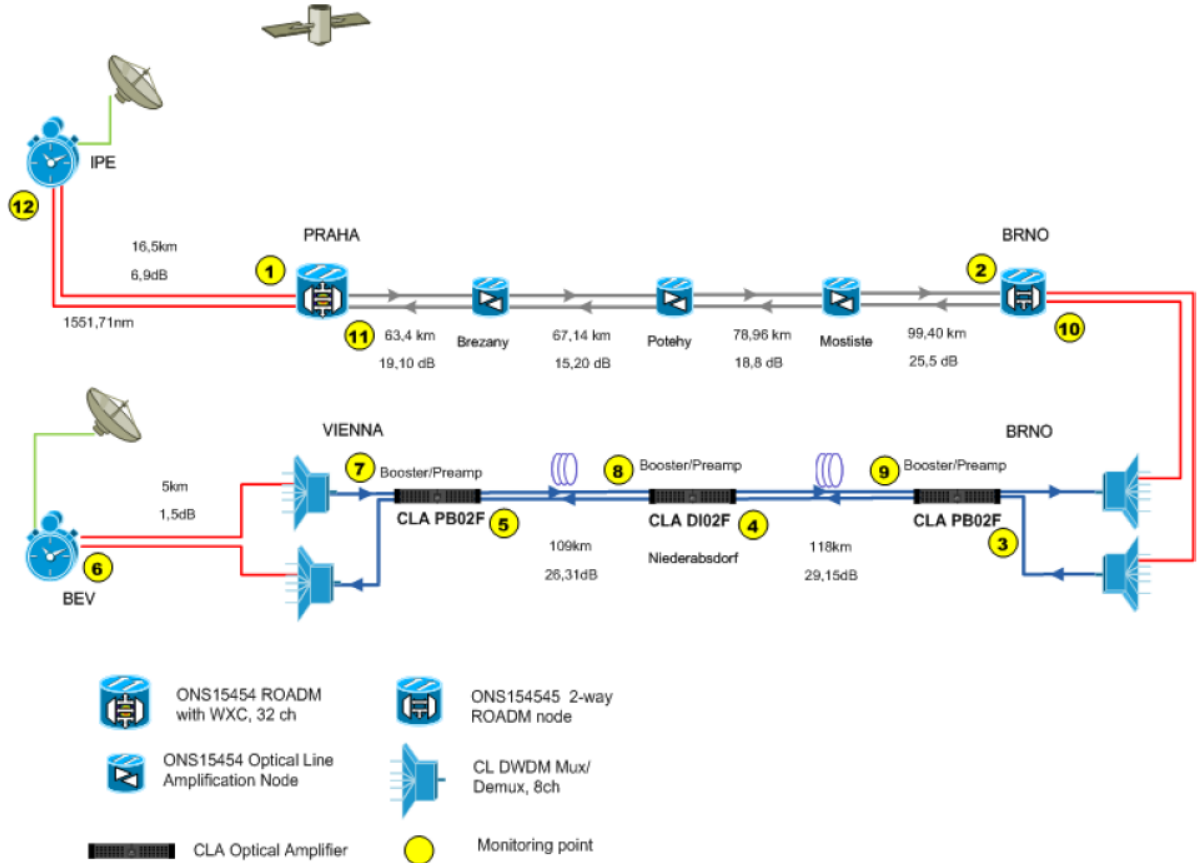 IPE
12
16,5km
6,9dB
1551,71nm
PRAHA
1
11
63,4 km
19,10 dB
Brezany
67,14 km
15,20 dB
Potehy
78,96 km
18,8 dB
Mostiste
99,40 km
25,5 dB
BRNO
2
10
VIENNA
BRNO
5km
1,5dB
6
BEV
7
Booster/Preamp
CLA PB02F
5
109km
26,31dB
8
Booster/Preamp
CLA DI02F
4
Niederabsdorf
118km
29,15dB
9
Booster/Preamp
CLA PB02F
3
ONS15454 ROADM
with WXC, 32 ch
ONS154545 2-way
ROADM node
ONS15454 Optical Line
Amplification Node
CL DWDM Mux/
Demux, 8ch
CLA Optical Amplifier
Monitoring point